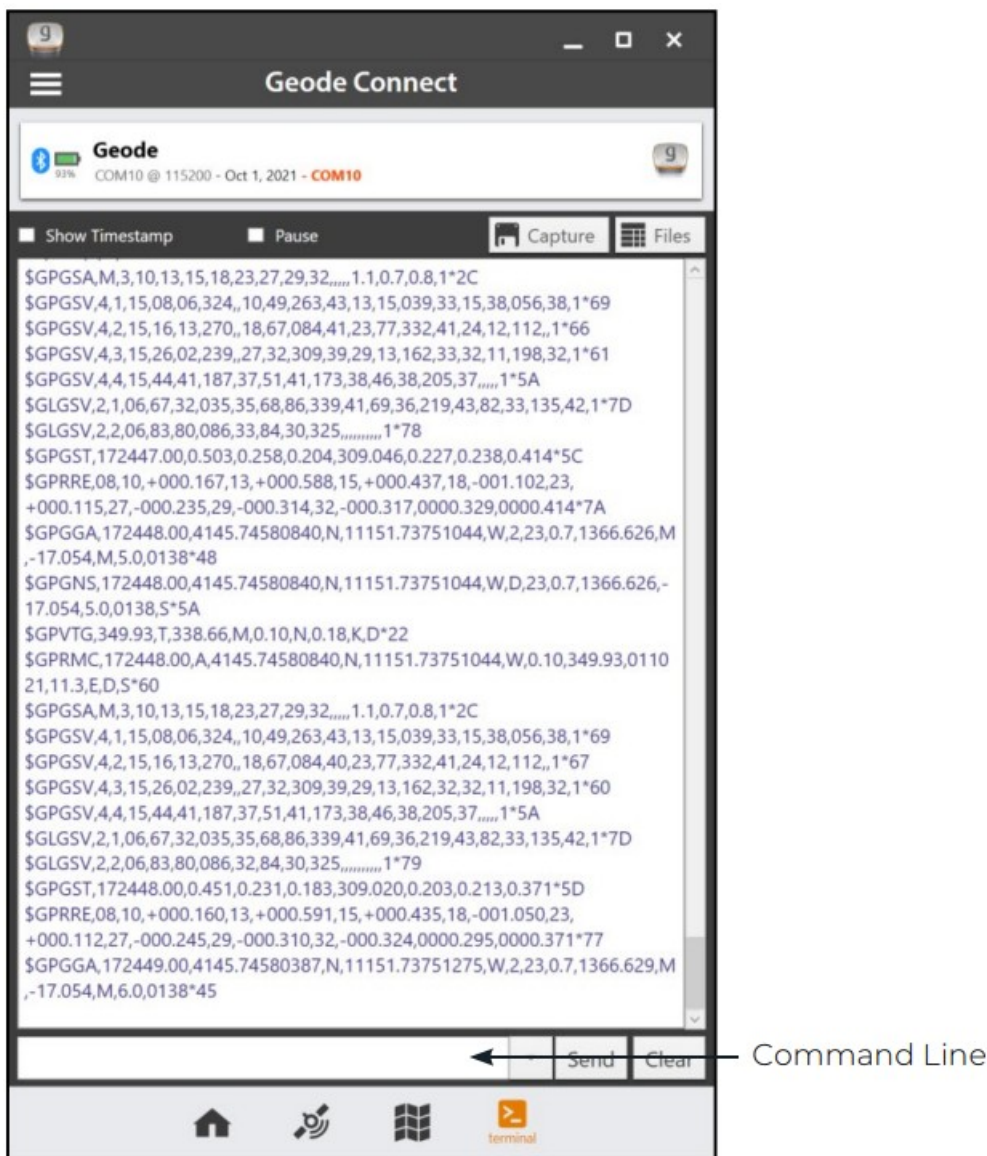 g
Geode Connect
Geode
g
93%
COM10 @ 115200 - Oct 1, 2021 - COM10
Show Timestamp
Pause
Capture
Files
$GPGSA,M,3,10,13,15,18,23,27,29,32,,,,,1.1,0.7,0.8,1*2C
$GPGSV,4,1,15,08,06,324,,10,49,263,43,13,15,039,33,15,38,056,38,1*69
$GPGSV,4,2,15,16,13,270,,18,67,084,41,23,77,332,41,24,12,112,,1*66
$GPGSV,4,3,15,26,02,239,,27,32,309,39,29,13,162,33,32,11,198,32,1*61
$GPGSV,4,4,15,44,41,187,37,51,41,173,38,46,38,205,37,,,,,1*5A
$GLGSV,2,1,06,67,32,035,35,68,86,339,41,69,36,219,43,82,33,135,42,1*7D
$GLGSV,2,2,06,83,80,086,33,84,30,325,,,,,,,,,,1*78
$GPGST,172447.00,0.503,0.258,0.204,309.046,0.227,0.238,0.414*5C
$GPRRE,08,10,+000.167,13,+000.588,15,+000.437,18,-001.102,23,
+000.115,27,-000.235,29,-000.314,32,-000.317,0000.329,0000.414*7A
$GPGGA,172448.00,4145.74580840,N,11151.73751044,W,2,23,0.7,1366.626,M
,-17.054,M,5.0,0138*48
$GPGNS,172448.00,4145.74580840,N,11151.73751044,W,D,23,0.7,1366.626,-
17.054,5.0,0138,S*5A
$GPVTG,349.93,T,338.66,M,0.10,N,0.18,K,D*22
$GPRMC,172448.00,A,4145.74580840,N,11151.73751044,W,0.10,349.93,0110
21,11.3,E,D,S*60
$GPGSA,M,3,10,13,15,18,23,27,29,32,,,,,1.1,0.7,0.8,1*2C
$GPGSV,4,1,15,08,06,324,,10,49,263,43,13,15,039,33,15,38,056,38,1*69
$GPGSV,4,2,15,16,13,270,,18,67,084,40,23,77,332,41,24,12,112,,1*67
$GPGSV,4,3,15,26,02,239,,27,32,309,39,29,13,162,32,32,11,198,32,1*60
$GPGSV,4,4,15,44,41,187,37,51,41,173,38,46,38,205,37,,,,,1*5A
$GLGSV,2,1,06,67,32,035,35,68,86,339,41,69,36,219,43,82,33,135,42,1*7D
$GLGSV,2,2,06,83,80,086,32,84,30,325,,,,,,,,,,1*79
$GPGST,172448.00,0.451,0.231,0.183,309.020,0.203,0.213,0.371*5D
$GPRRE,08,10,+000.160,13,+000.591,15,+000.435,18,-001.050,23,
+000.112,27,-000.245,29,-000.310,32,-000.324,0000.295,0000.371*77
$GPGGA,172449.00,4145.74580387,N,11151.73751275,W,2,23,0.7,1366.629,M
,-17.054,M,6.0,0138*45
Send
Clear
Command Line
terminal